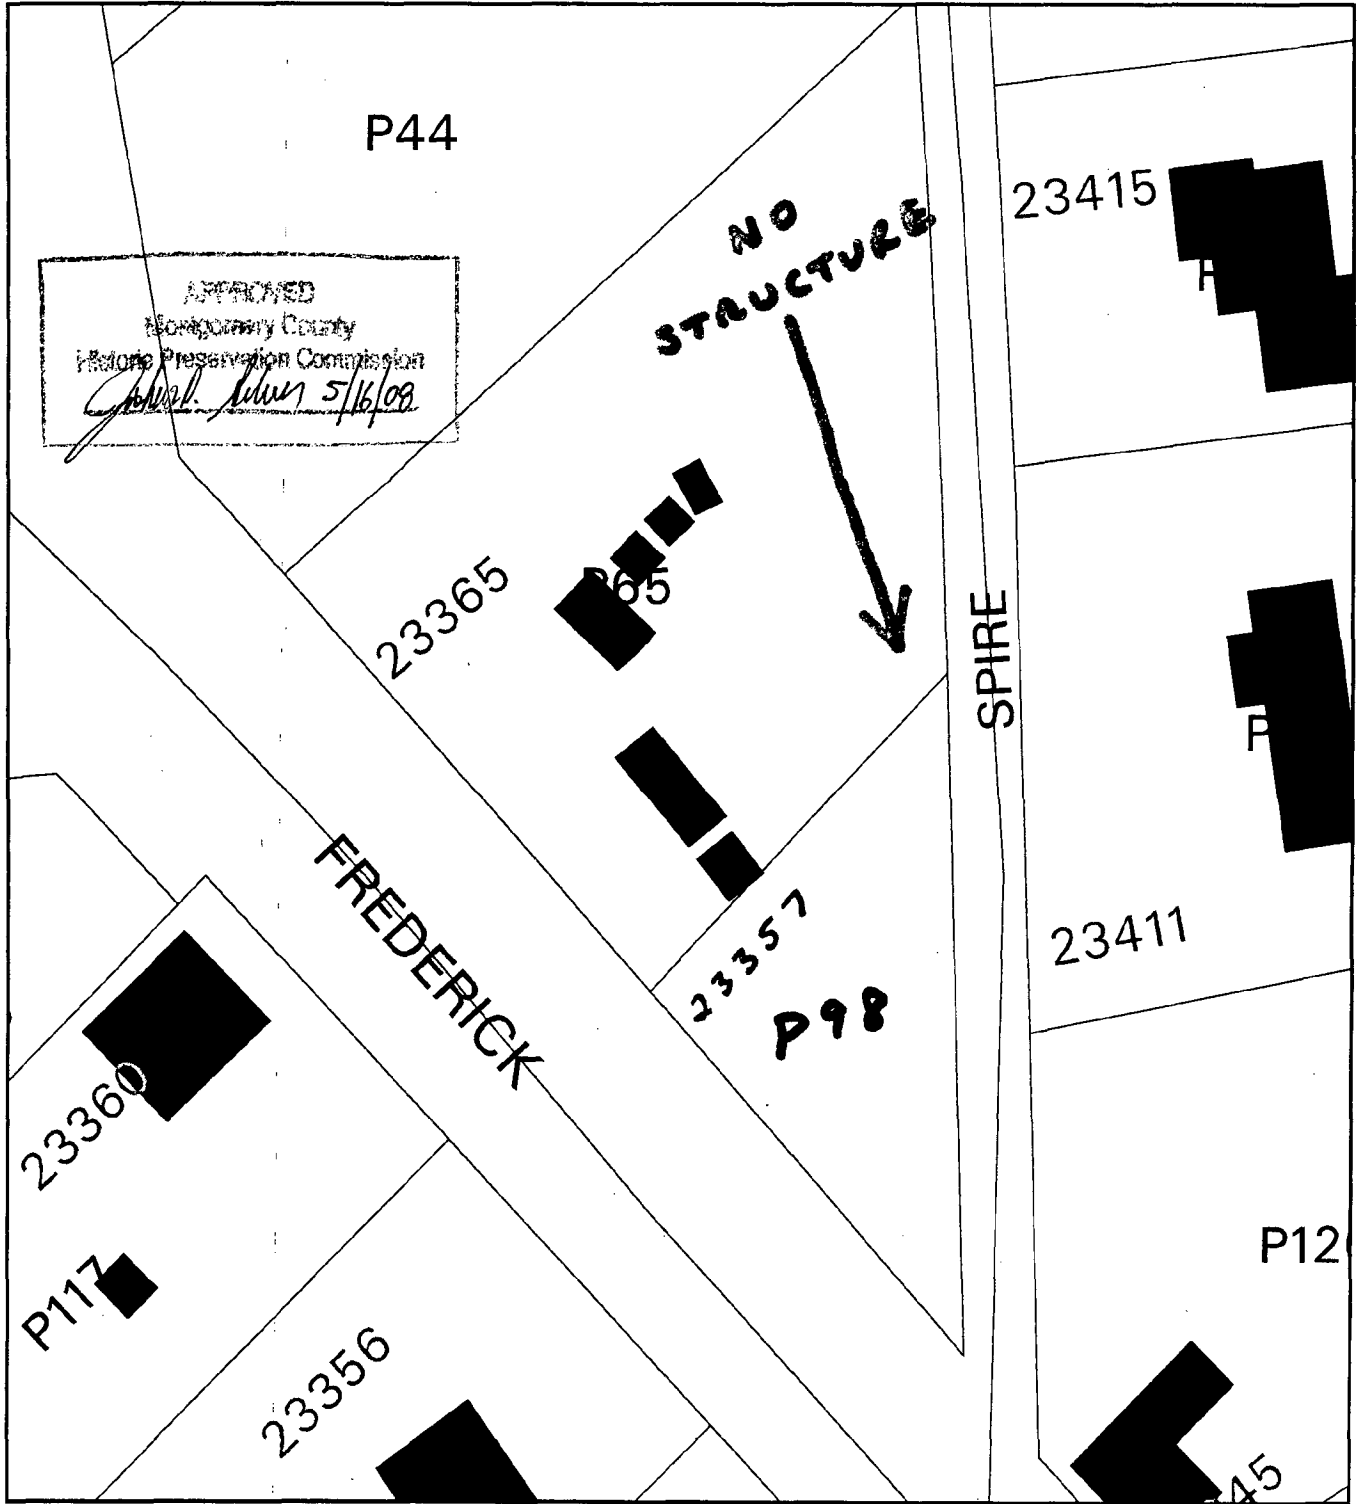 P44
23415
NO
STRUCTURE
APPROVED
Montgomery County
Historic Preservation Commission
5/16/08
23365
P65
SPIRE
P
FREDERICK
23357
P98
23411
23360
P117
23356
P12
45